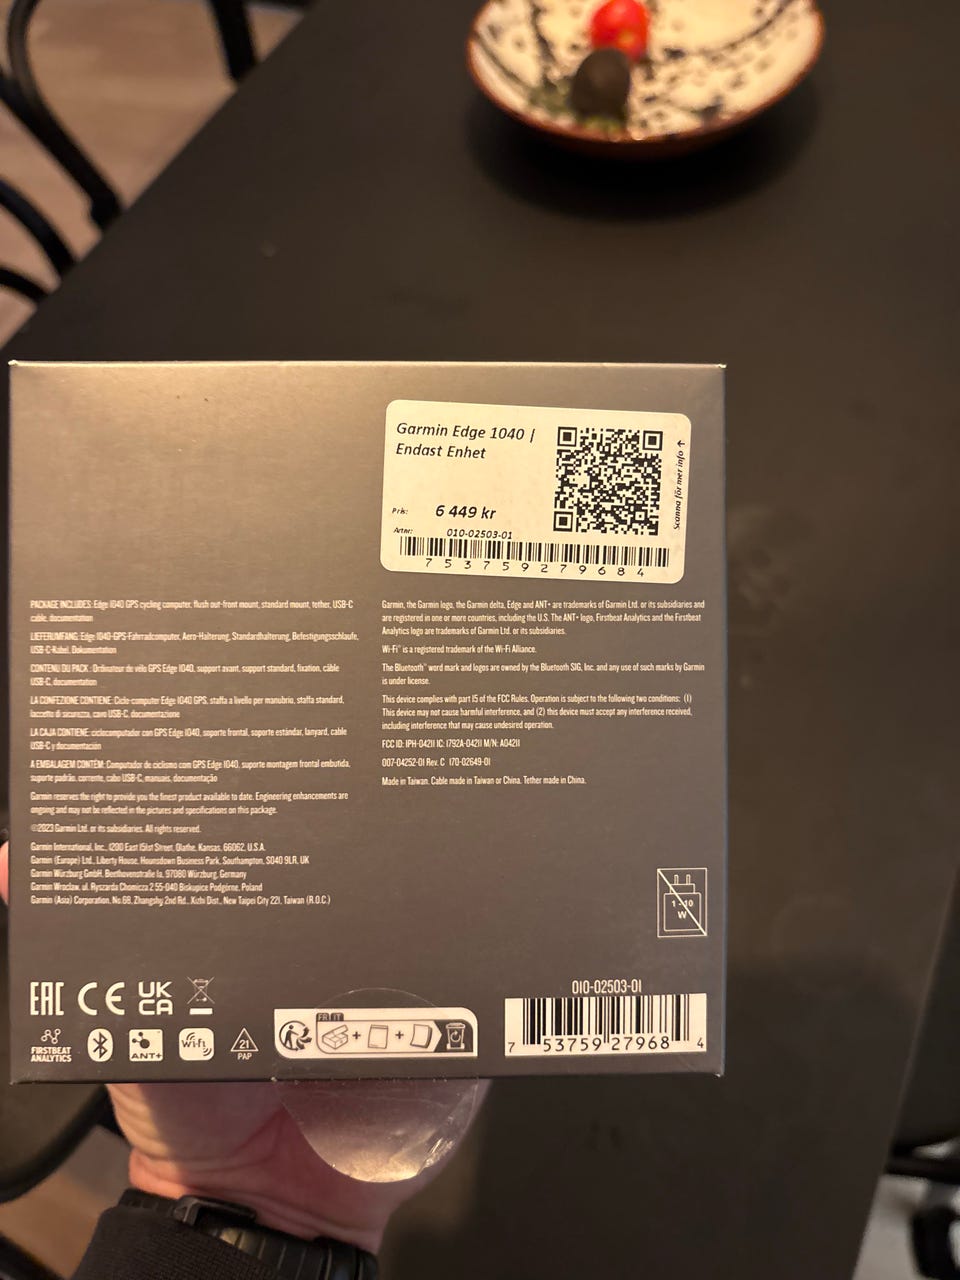 Garmin Edge 1040 |
Endast Enhet
Pris: 6 449 kr
Artnr: 010-02503-01
7 5 3 7 5 9 2 7 9 6 8 4
Scanna för mer info ↑
PACKAGE INCLUDES: Edge 1040 GPS cycling computer, flush out-front mount, standard mount, tether, USB-C
cable, documentation
LIEFERUMFANG: Edge 1040-GPS-Fahrradcomputer, Aero-Halterung, Standardhalterung, Befestigungsschlaufe,
USB-C-Kabel, Dokumentation
CONTENU DU PACK : Ordinateur de vélo GPS Edge 1040, support avant, support standard, fixation, câble
USB-C, documentation
LA CONFEZIONE CONTIENE: Ciclo-computer Edge 1040 GPS, staffa a livello per manubrio, staffa standard,
laccetto di sicurezza, cavo USB-C, documentazione
LA CAJA CONTIENE: ciclocomputador con GPS Edge 1040, soporte frontal, soporte estándar, lanyard, cable
USB-C y documentación
A EMBALAGEM CONTÉM: Computador de ciclismo com GPS Edge 1040, suporte montagem frontal embutida,
suporte padrão, corrente, cabo USB-C, manuais, documentação
Garmin reserves the right to provide you the finest product available to date. Engineering enhancements are
ongoing and may not be reflected in the pictures and specifications on this package.
©2023 Garmin Ltd. or its subsidiaries. All rights reserved.
Garmin International, Inc., 1200 East 151st Street, Olathe, Kansas, 66062, U.S.A.
Garmin (Europe) Ltd., Liberty House, Hounsdown Business Park, Southampton, SO40 9LR, UK
Garmin Würzburg GmbH, Beethovenstraße 1a, 97080 Würzburg, Germany
Garmin Wroclaw, ul. Ryszarda Chomicza 2 55-040 Biskupice Podgórne, Poland
Garmin (Asia) Corporation, No.68, Zhangshu 2nd Rd., Xizhi Dist., New Taipei City 221, Taiwan (R.O.C.)
Garmin, the Garmin logo, the Garmin delta, Edge and ANT+ are trademarks of Garmin Ltd. or its subsidiaries and
are registered in one or more countries, including the U.S. The ANT+ logo, Firstbeat Analytics and the Firstbeat
Analytics logo are trademarks of Garmin Ltd. or its subsidiaries.
Wi-Fi® is a registered trademark of the Wi-Fi Alliance.
The Bluetooth® word mark and logos are owned by the Bluetooth SIG, Inc. and any use of such marks by Garmin
is under license.
This device complies with part 15 of the FCC Rules. Operation is subject to the following two conditions: (1)
This device may not cause harmful interference, and (2) this device must accept any interference received,
including interference that may cause undesired operation.
FCC ID: IPH-04211 IC: 1792A-04211 M/N: A04211
007-04252-01 Rev. C 170-02649-01
Made in Taiwan. Cable made in Taiwan or China. Tether made in China.
1 - 10
W
EAC CE UK
CA
FIRSTBEAT
ANALYTICS
ANT+
Wi-Fi
21
PAP
FR IT
010-02503-01
7 53759 27968 4